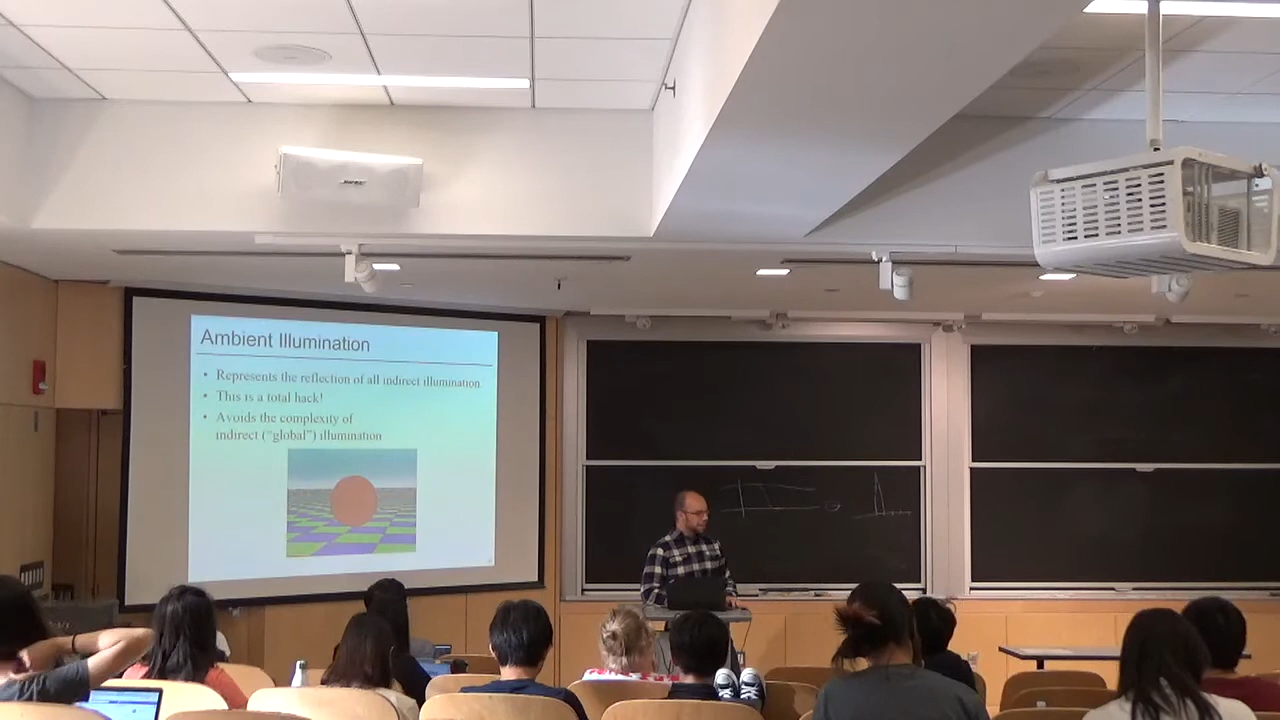 BOSE
Ambient Illumination
• Represents the reflection of all indirect illumination
• This is a total hack!
• Avoids the complexity of
indirect ("global") illumination